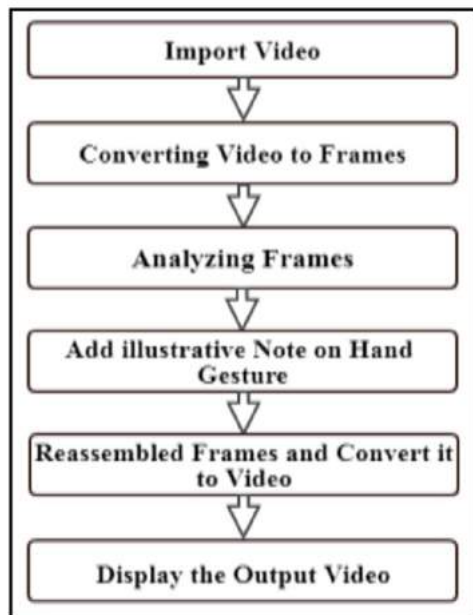 Import Video
Converting Video to Frames
Analyzing Frames
Add illustrative Note on Hand
Gesture
Reassembled Frames and Convert it
to Video
Display the Output Video